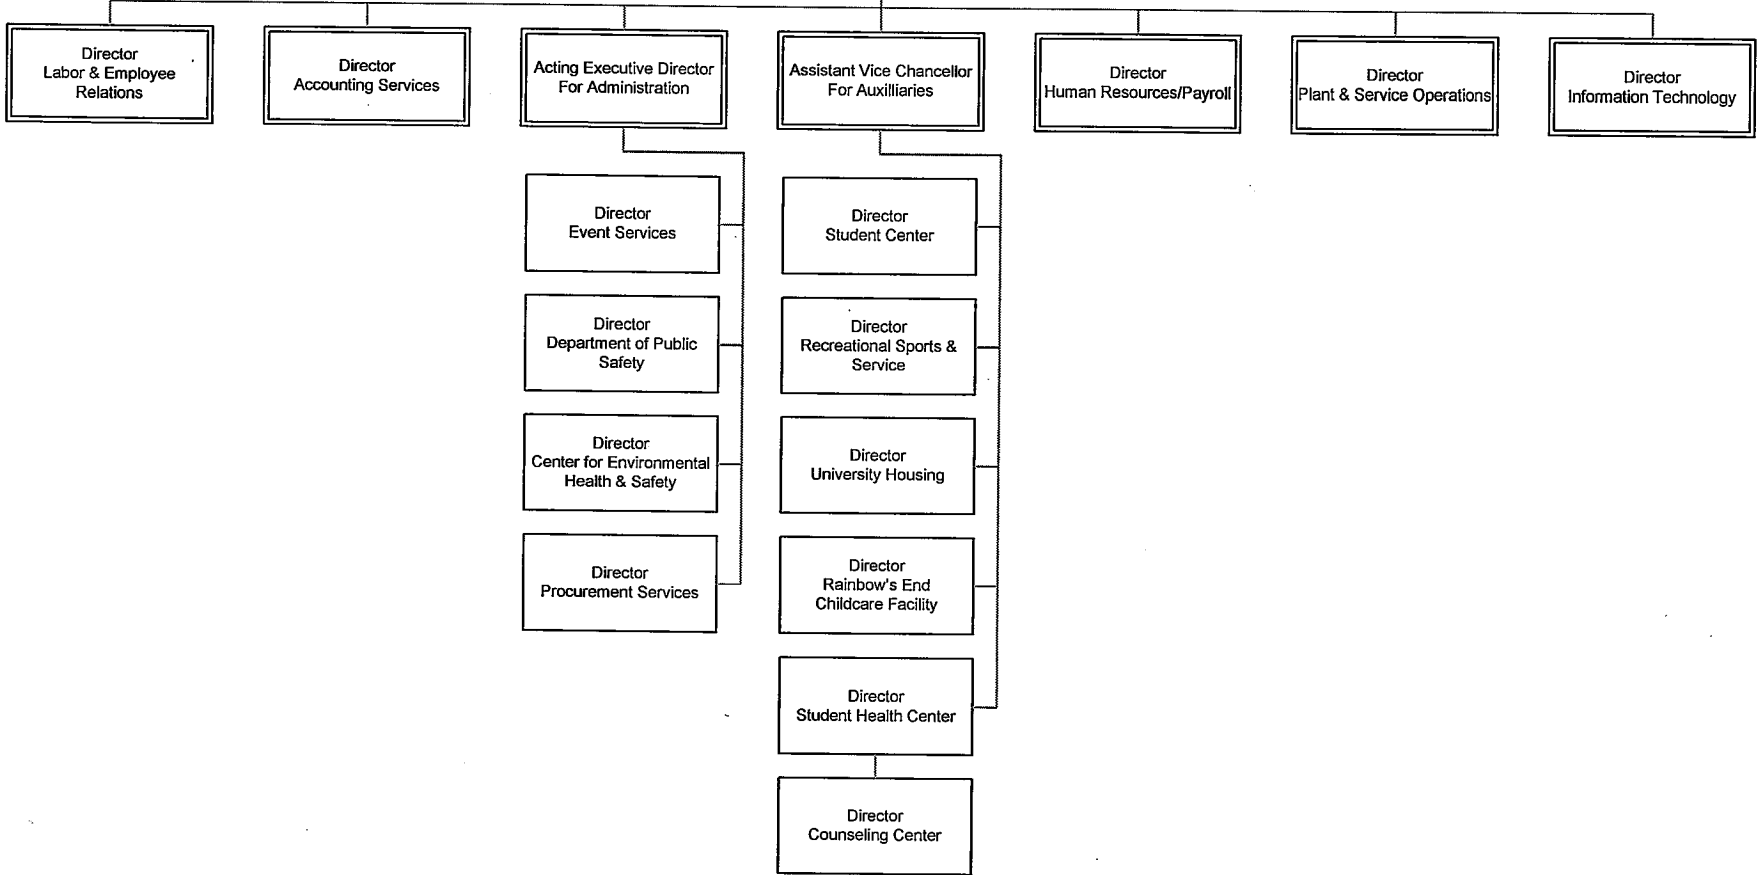 Director
Labor & Employee
Relations
Director
Accounting Services
Acting Executive Director
For Administration
Assistant Vice Chancellor
For Auxilliaries
Director
Human Resources/Payroll
Director
Plant & Service Operations
Director
Information Technology
Director
Event Services
Director
Department of Public
Safety
Director
Center for Environmental
Health & Safety
Director
Procurement Services
Director
Student Center
Director
Recreational Sports &
Service
Director
University Housing
Director
Rainbow's End
Childcare Facility
Director
Student Health Center
Director
Counseling Center